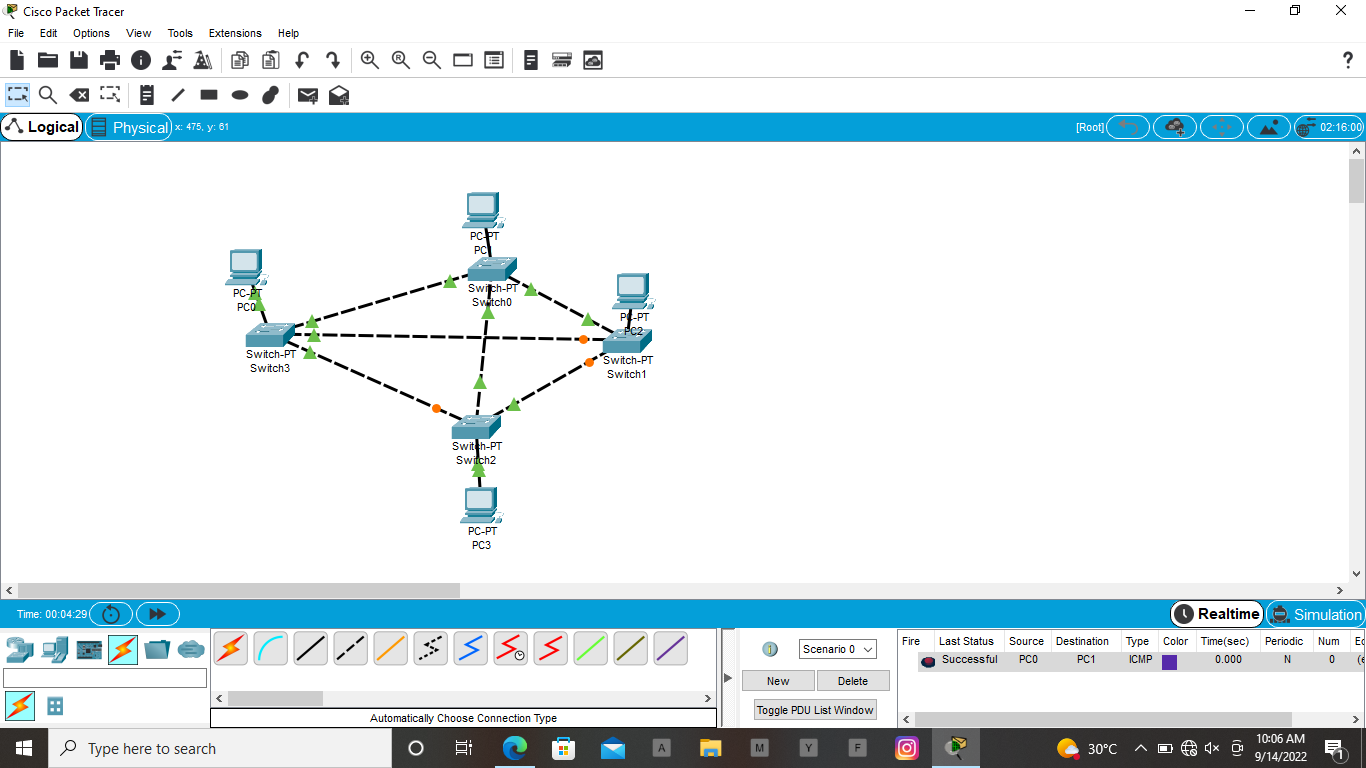 Cisco Packet Tracer
File Edit Options View Tools Extensions Help
?
Logical Physical x: 475, y: 61 [Root] 02:16:00
PC-PT
PC1
PC-PT
PC0
Switch-PT
Switch0
PC-PT
PC2
Switch-PT
Switch3
Switch-PT
Switch1
Switch-PT
Switch2
PC-PT
PC3
Time: 00:04:29 Realtime Simulation
Fire Last Status Source Destination Type Color Time(sec) Periodic Num
Successful PC0 PC1 ICMP 0.000 N 0
Scenario 0
New Delete
Toggle PDU List Window
Automatically Choose Connection Type
Type here to search
A M Y F
30°C
10:06 AM
9/14/2022
1